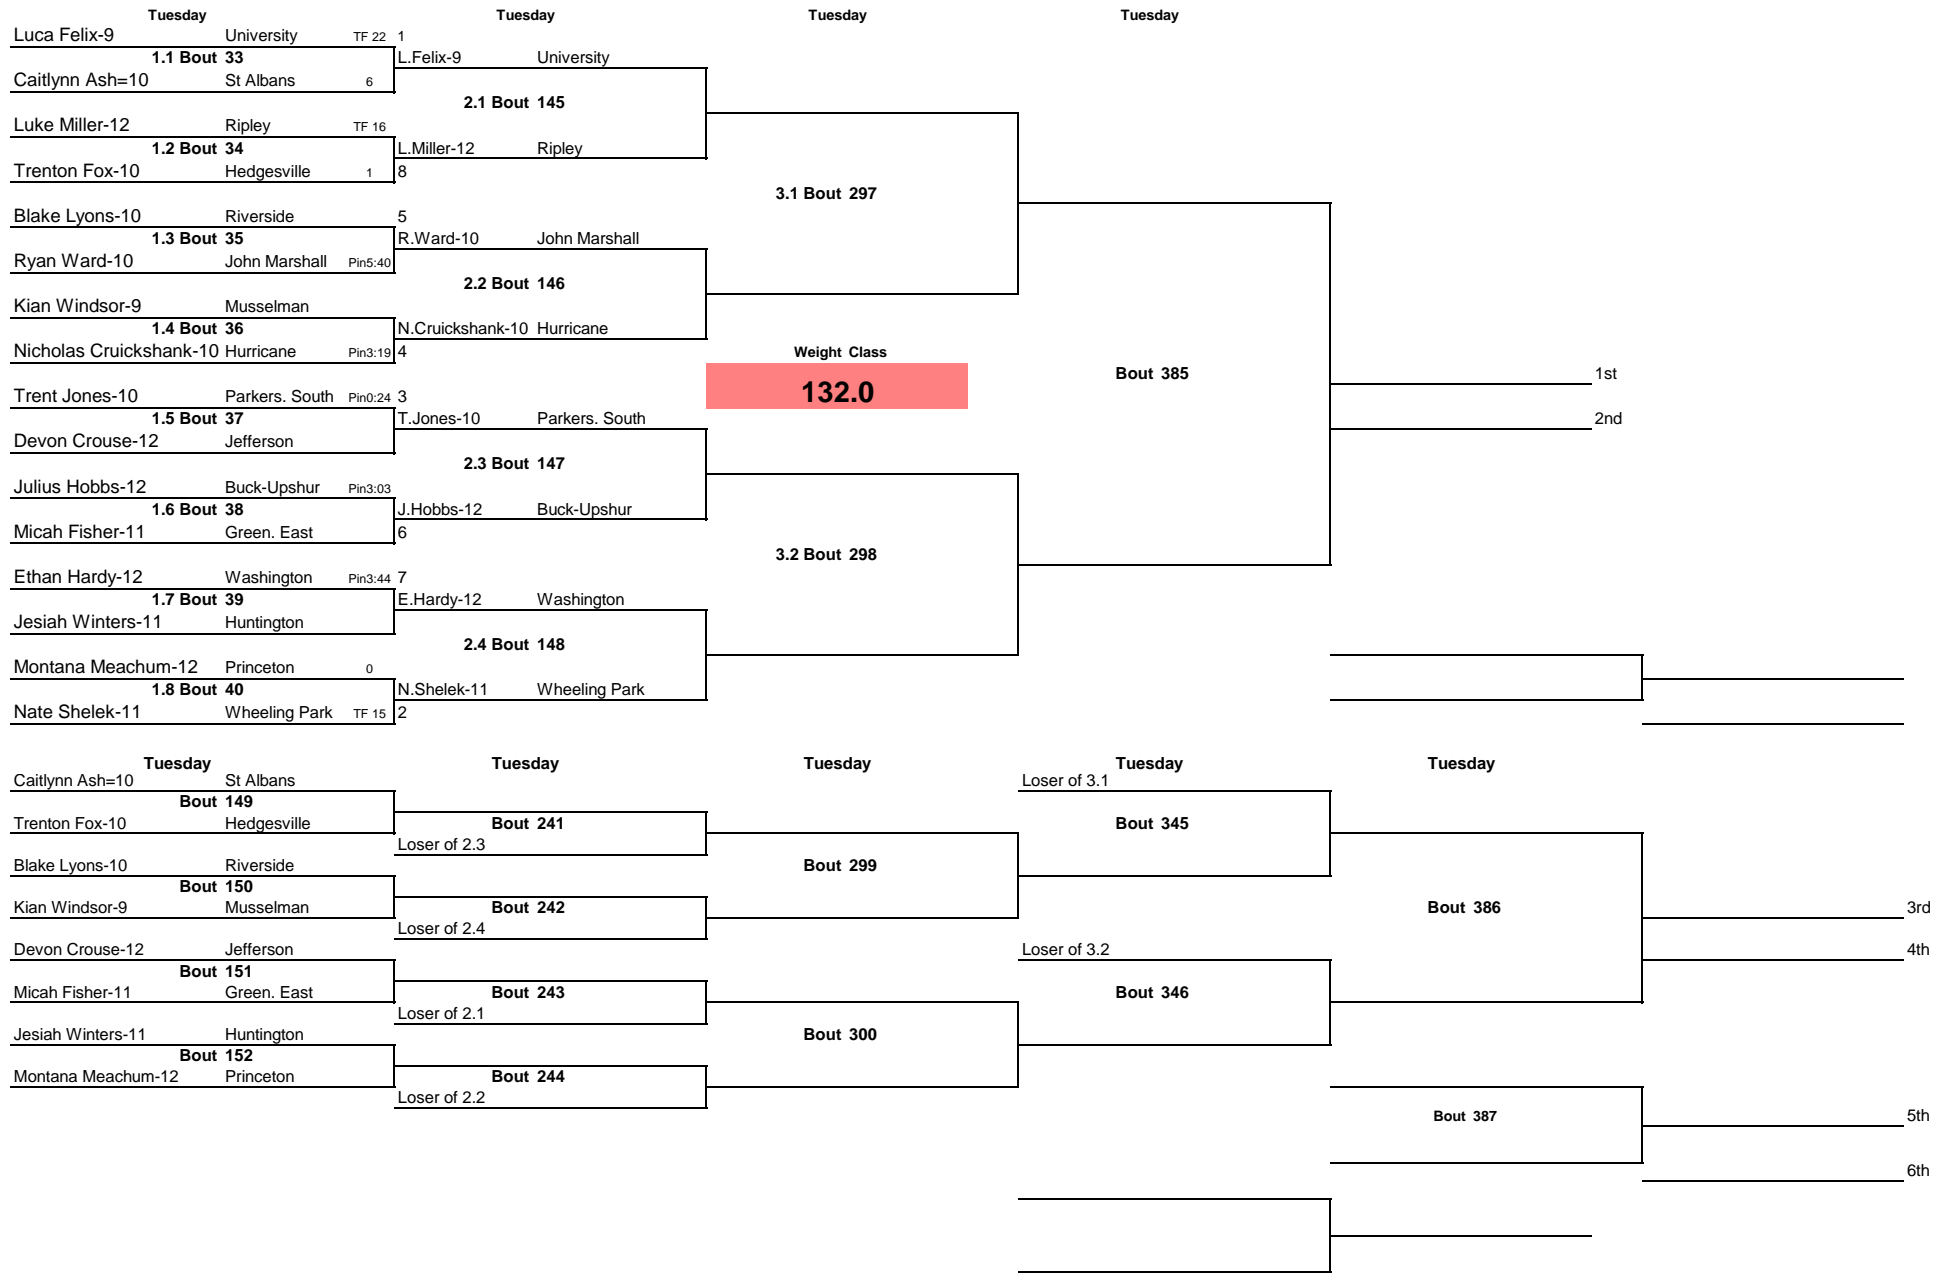 Tuesday Tuesday Tuesday Tuesday
Luca Felix-9 University TF 22 1
1.1 Bout 33 L.Felix-9 University
Caitlynn Ash=10 St Albans 6
2.1 Bout 145
Luke Miller-12 Ripley TF 16
1.2 Bout 34 L.Miller-12 Ripley
Trenton Fox-10 Hedgesville 1 8
3.1 Bout 297
Blake Lyons-10 Riverside 5
1.3 Bout 35 R.Ward-10 John Marshall
Ryan Ward-10 John Marshall Pin5:40
2.2 Bout 146
Kian Windsor-9 Musselman
1.4 Bout 36 N.Cruickshank-10 Hurricane
Nicholas Cruickshank-10 Hurricane Pin3:19 4 Weight Class
Bout 385 1st
Trent Jones-10 Parkers. South Pin0:24 3 132.0
1.5 Bout 37 T.Jones-10 Parkers. South 2nd
Devon Crouse-12 Jefferson
2.3 Bout 147
Julius Hobbs-12 Buck-Upshur Pin3:03
1.6 Bout 38 J.Hobbs-12 Buck-Upshur
Micah Fisher-11 Green. East 6
3.2 Bout 298
Ethan Hardy-12 Washington Pin3:44 7
1.7 Bout 39 E.Hardy-12 Washington
Jesiah Winters-11 Huntington
2.4 Bout 148
Montana Meachum-12 Princeton 0
1.8 Bout 40 N.Shelek-11 Wheeling Park
Nate Shelek-11 Wheeling Park TF 15 2
Tuesday Tuesday Tuesday Tuesday Tuesday
Caitlynn Ash=10 St Albans Loser of 3.1
Bout 149
Trenton Fox-10 Hedgesville Bout 241 Bout 345
Loser of 2.3
Blake Lyons-10 Riverside Bout 299
Bout 150
Kian Windsor-9 Musselman Bout 242 Bout 386 3rd
Loser of 2.4
Devon Crouse-12 Jefferson Loser of 3.2 4th
Bout 151
Micah Fisher-11 Green. East Bout 243 Bout 346
Loser of 2.1
Jesiah Winters-11 Huntington Bout 300
Bout 152
Montana Meachum-12 Princeton Bout 244
Loser of 2.2
Bout 387 5th
6th